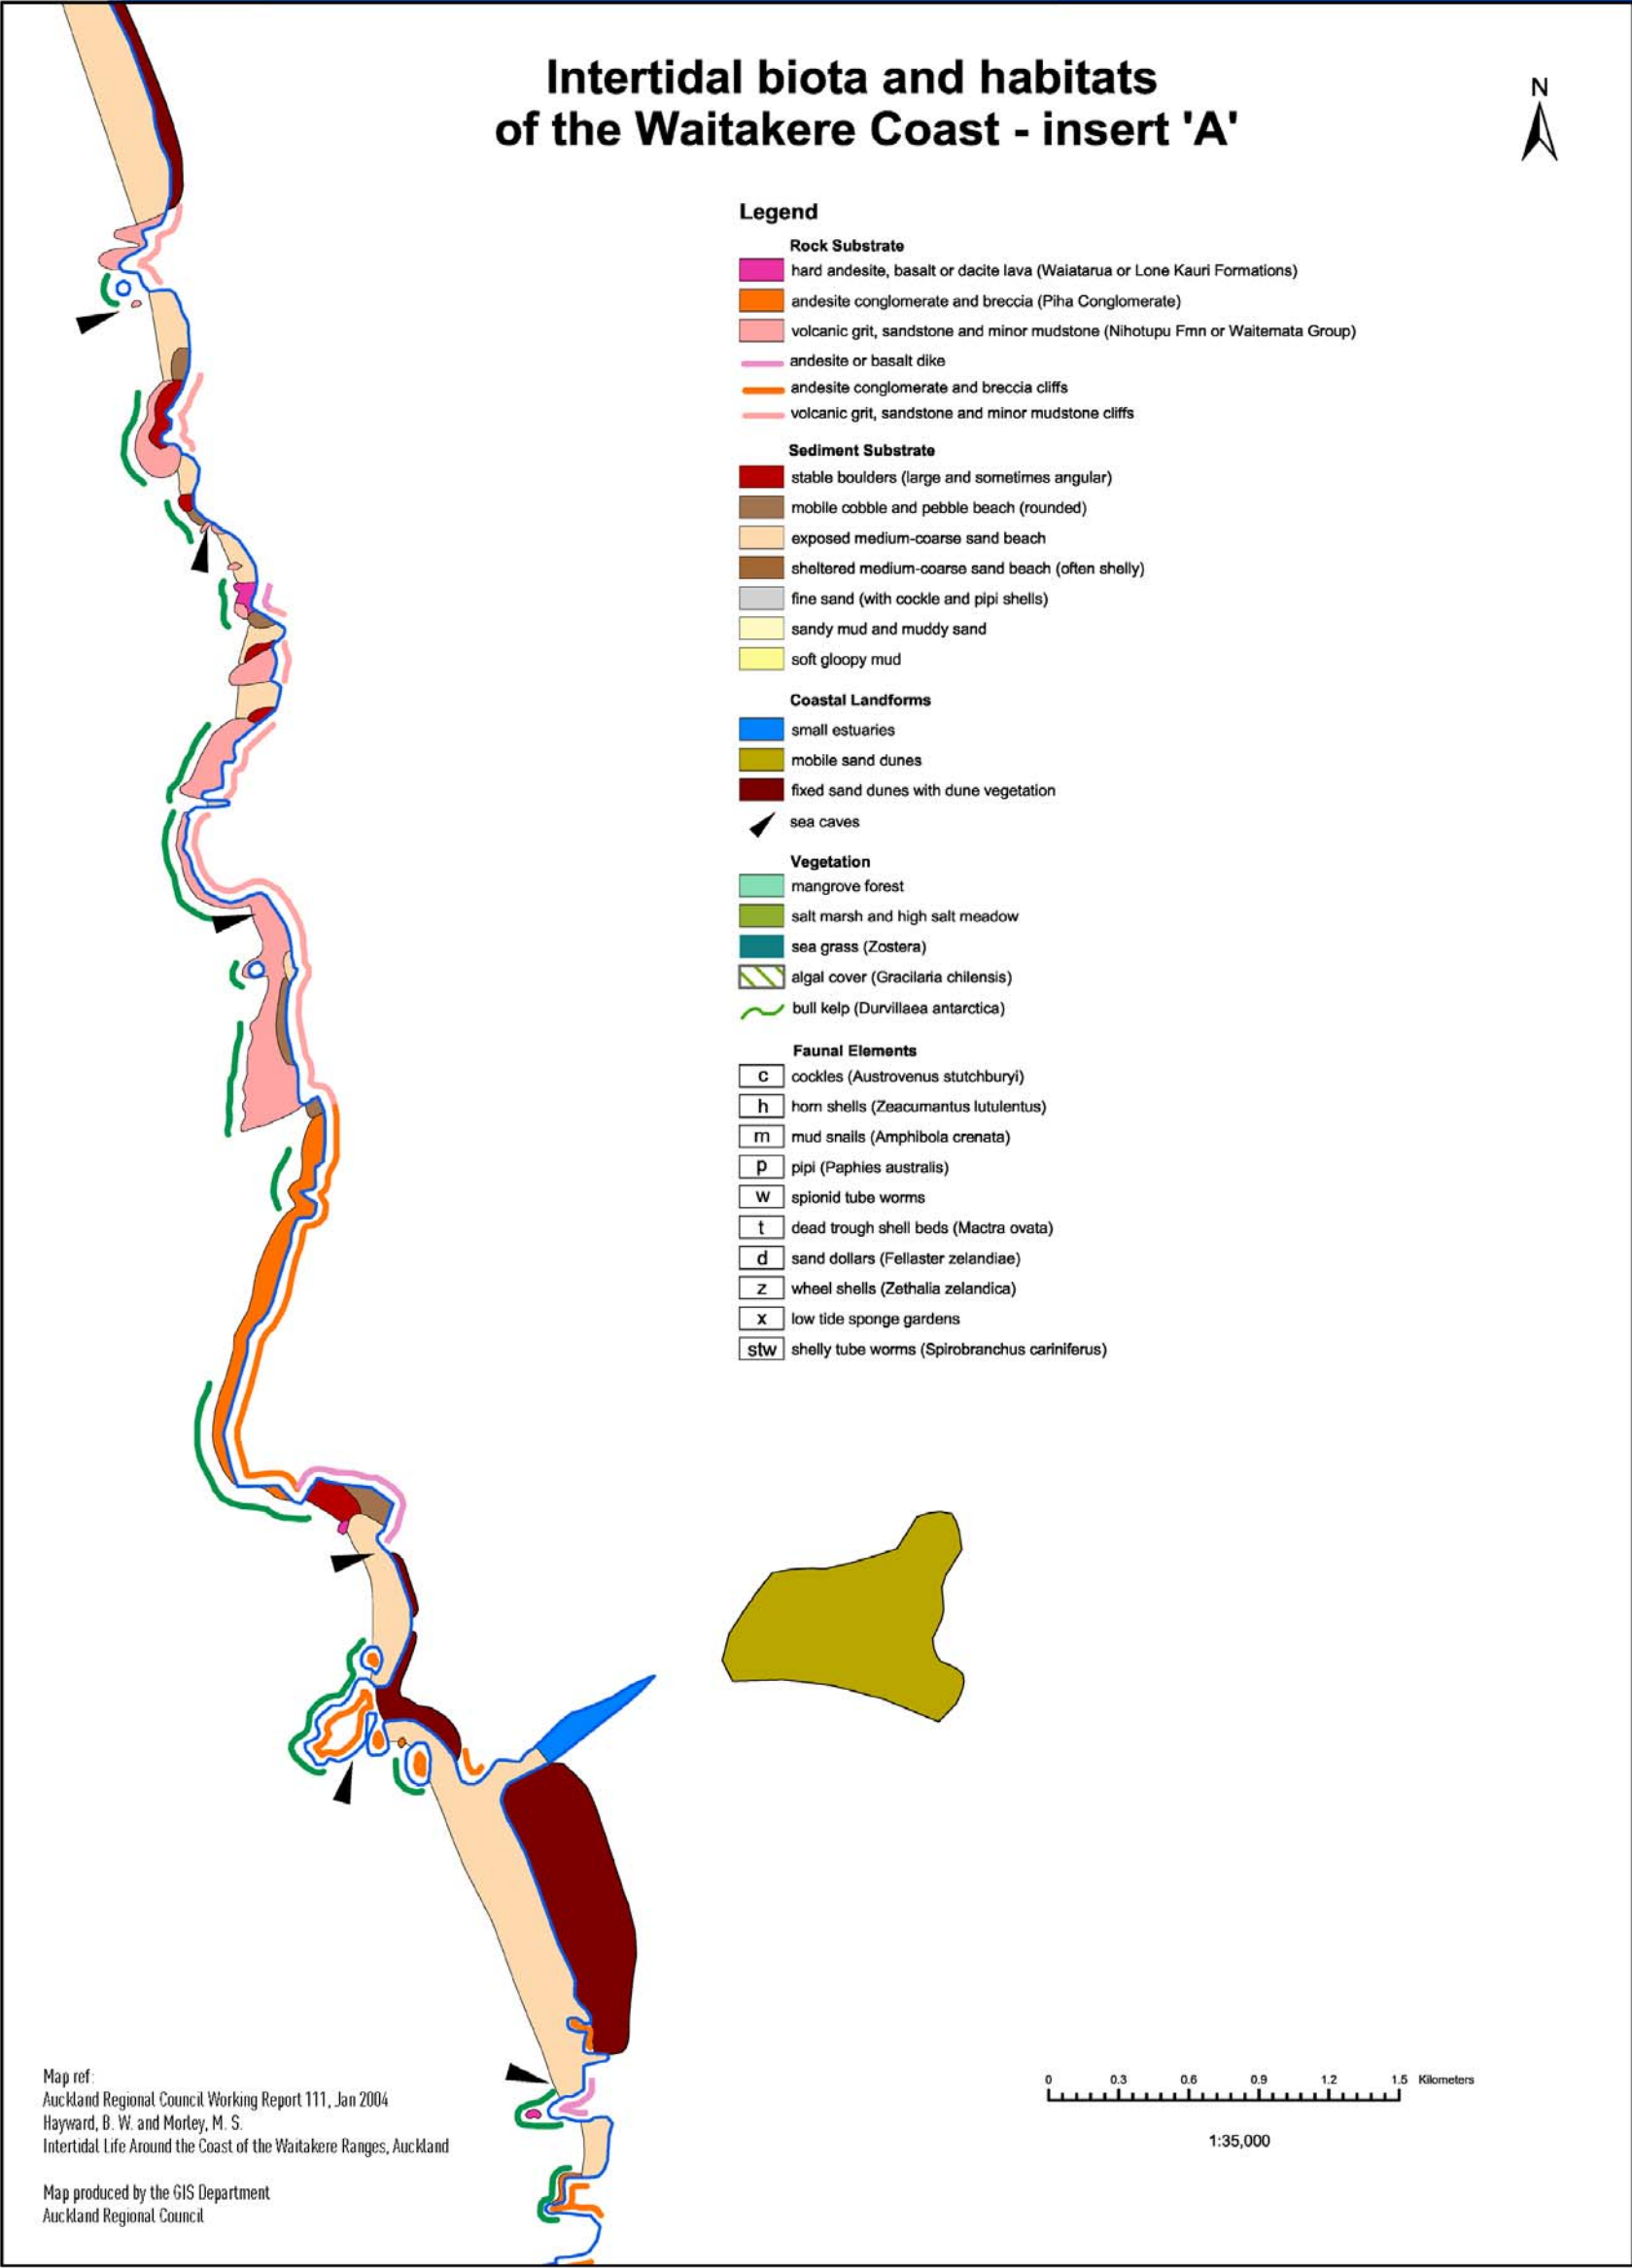 Intertidal biota and habitats
of the Waitakere Coast - insert 'A'
N
Legend
Rock Substrate
hard andesite, basalt or dacite lava (Waiatarua or Lone Kauri Formations)
andesite conglomerate and breccia (Piha Conglomerate)
volcanic grit, sandstone and minor mudstone (Nihotupu Fmn or Waitemata Group)
andesite or basalt dike
andesite conglomerate and breccia cliffs
volcanic grit, sandstone and minor mudstone cliffs
Sediment Substrate
stable boulders (large and sometimes angular)
mobile cobble and pebble beach (rounded)
exposed medium-coarse sand beach
sheltered medium-coarse sand beach (often shelly)
fine sand (with cockle and pipi shells)
sandy mud and muddy sand
soft gloopy mud
Coastal Landforms
small estuaries
mobile sand dunes
fixed sand dunes with dune vegetation
sea caves
Vegetation
mangrove forest
salt marsh and high salt meadow
sea grass (Zostera)
algal cover (Gracilaria chilensis)
bull kelp (Durvillaea antarctica)
Faunal Elements
c cockles (Austrovenus stutchburyi)
h horn shells (Zeacumantus lutulentus)
m mud snails (Amphibola crenata)
p pipi (Paphies australis)
w spionid tube worms
t dead trough shell beds (Mactra ovata)
d sand dollars (Fellaster zelandiae)
z wheel shells (Zethalia zelandica)
x low tide sponge gardens
stw shelly tube worms (Spirobranchus cariniferus)
Map ref:
Auckland Regional Council Working Report 111, Jan 2004
Hayward, B. W. and Morley, M. S.
Intertidal Life Around the Coast of the Waitakere Ranges, Auckland
Map produced by the GIS Department
Auckland Regional Council
0 0.3 0.6 0.9 1.2 1.5 Kilometers
1:35,000